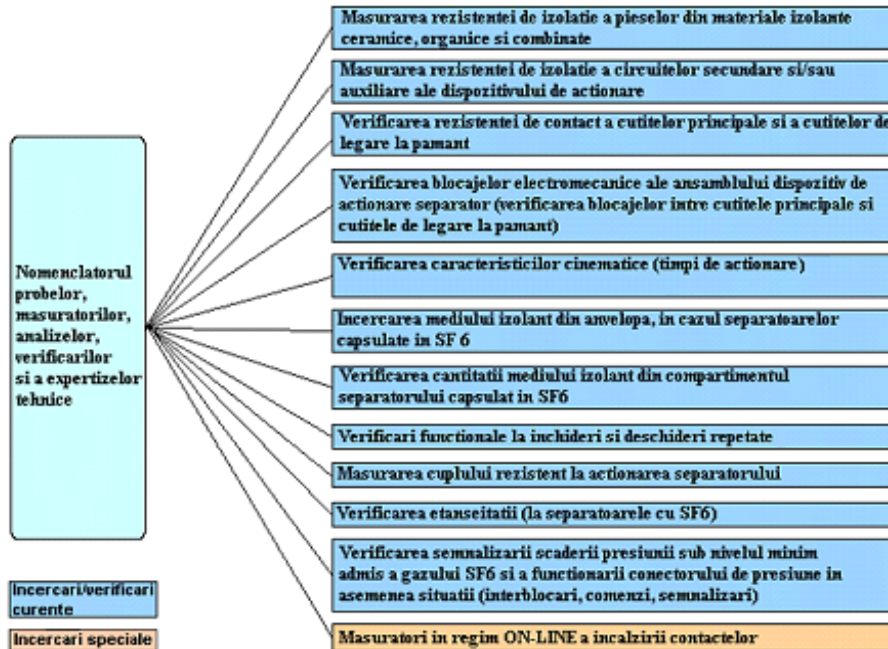 Masurarea rezistentei de izolatie a pieselor din materiale izolante
ceramice, organice si combinate
Masurarea rezistentei de izolatie a circuitelor secundare si/sau
auxiliare ale dispozitivului de actionare
Verificarea rezistentei de contact a cutitelor principale si a cutitelor de
legare la pamant
Verificarea blocajelor electromecanice ale ansamblului dispozitiv de
actionare separator (verificarea blocajelor intre cutitele principale si
cutitele de legare la pamant)
Nomenclatorul
probelor,
masuratorilor,
analizelor,
verificarilor
si a expertizelor
tehnice
Verificarea caracteristicilor cinematice (timpi de actionare)
Incercarea mediului izolant din anvelopa, in cazul separatoarelor
capsulate in SF 6
Verificarea cantitatii mediului izolant din compartimentul
separatorului capsulat in SF6
Verificari functionale la inchideri si deschideri repetate
Masurarea cuplului rezistent la actionarea separatorului
Verificarea etanseitatii (la separatoarele cu SF6)
Verificarea semnalizarii scaderii presiunii sub nivelul minim
admis a gazului SF6 si a functionarii conectorului de presiune in
asemenea situatii (interblocari, comenzi, semnalizari)
Masuratori in regim ON-LINE a incalzirii contactelor
Incercari/verificari
curente
Incercari speciale